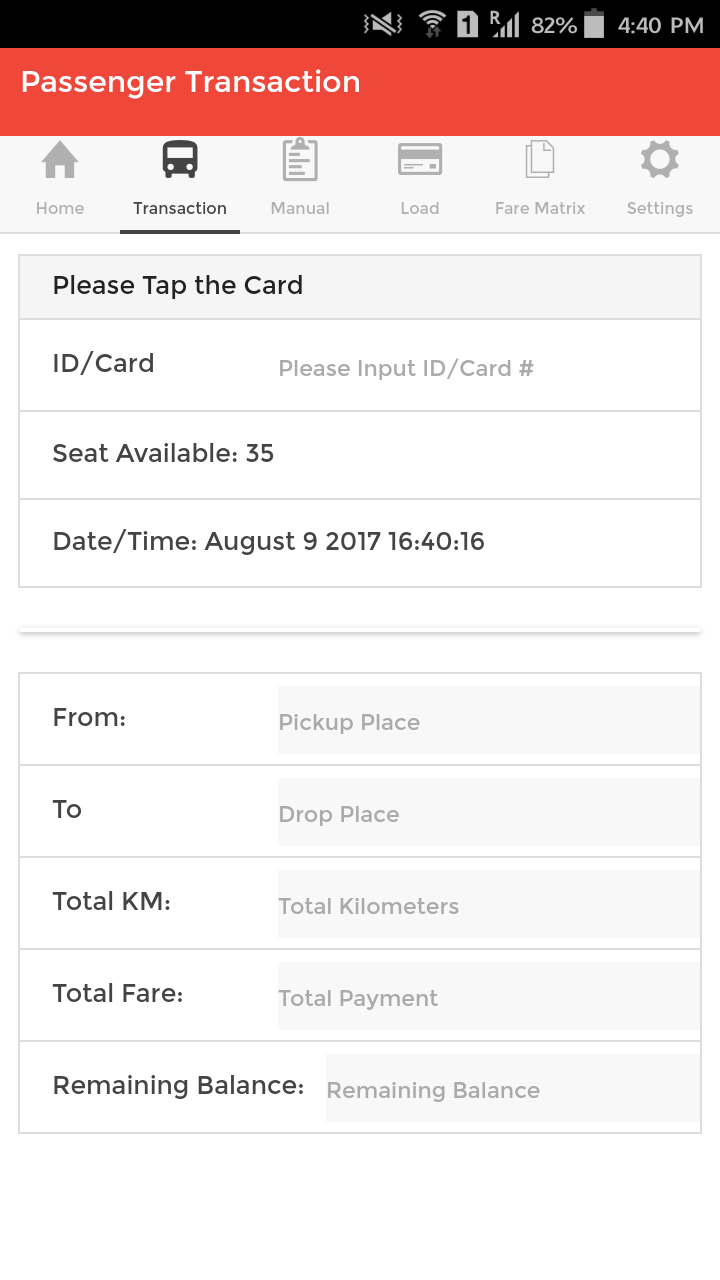 1 R 82% 4:40 PM
Passenger Transaction
Home Transaction Manual Load Fare Matrix Settings
Please Tap the Card
ID/Card Please Input ID/Card #
Seat Available: 35
Date/Time: August 9 2017 16:40:16
From: Pickup Place
To Drop Place
Total KM: Total Kilometers
Total Fare: Total Payment
Remaining Balance: Remaining Balance